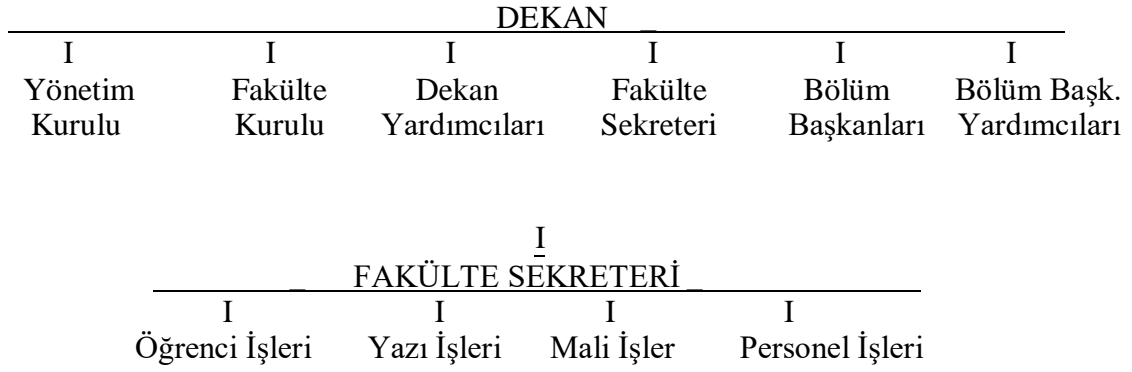 DEKAN _
I I I I I I
Yönetim Fakülte Dekan Fakülte Bölüm Bölüm Başk.
Kurulu Kurulu Yardımcıları Sekreteri Başkanları Yardımcıları
I
_ FAKÜLTE SEKRETERİ _
I I I I
Öğrenci İşleri Yazı İşleri Mali İşler Personel İşleri